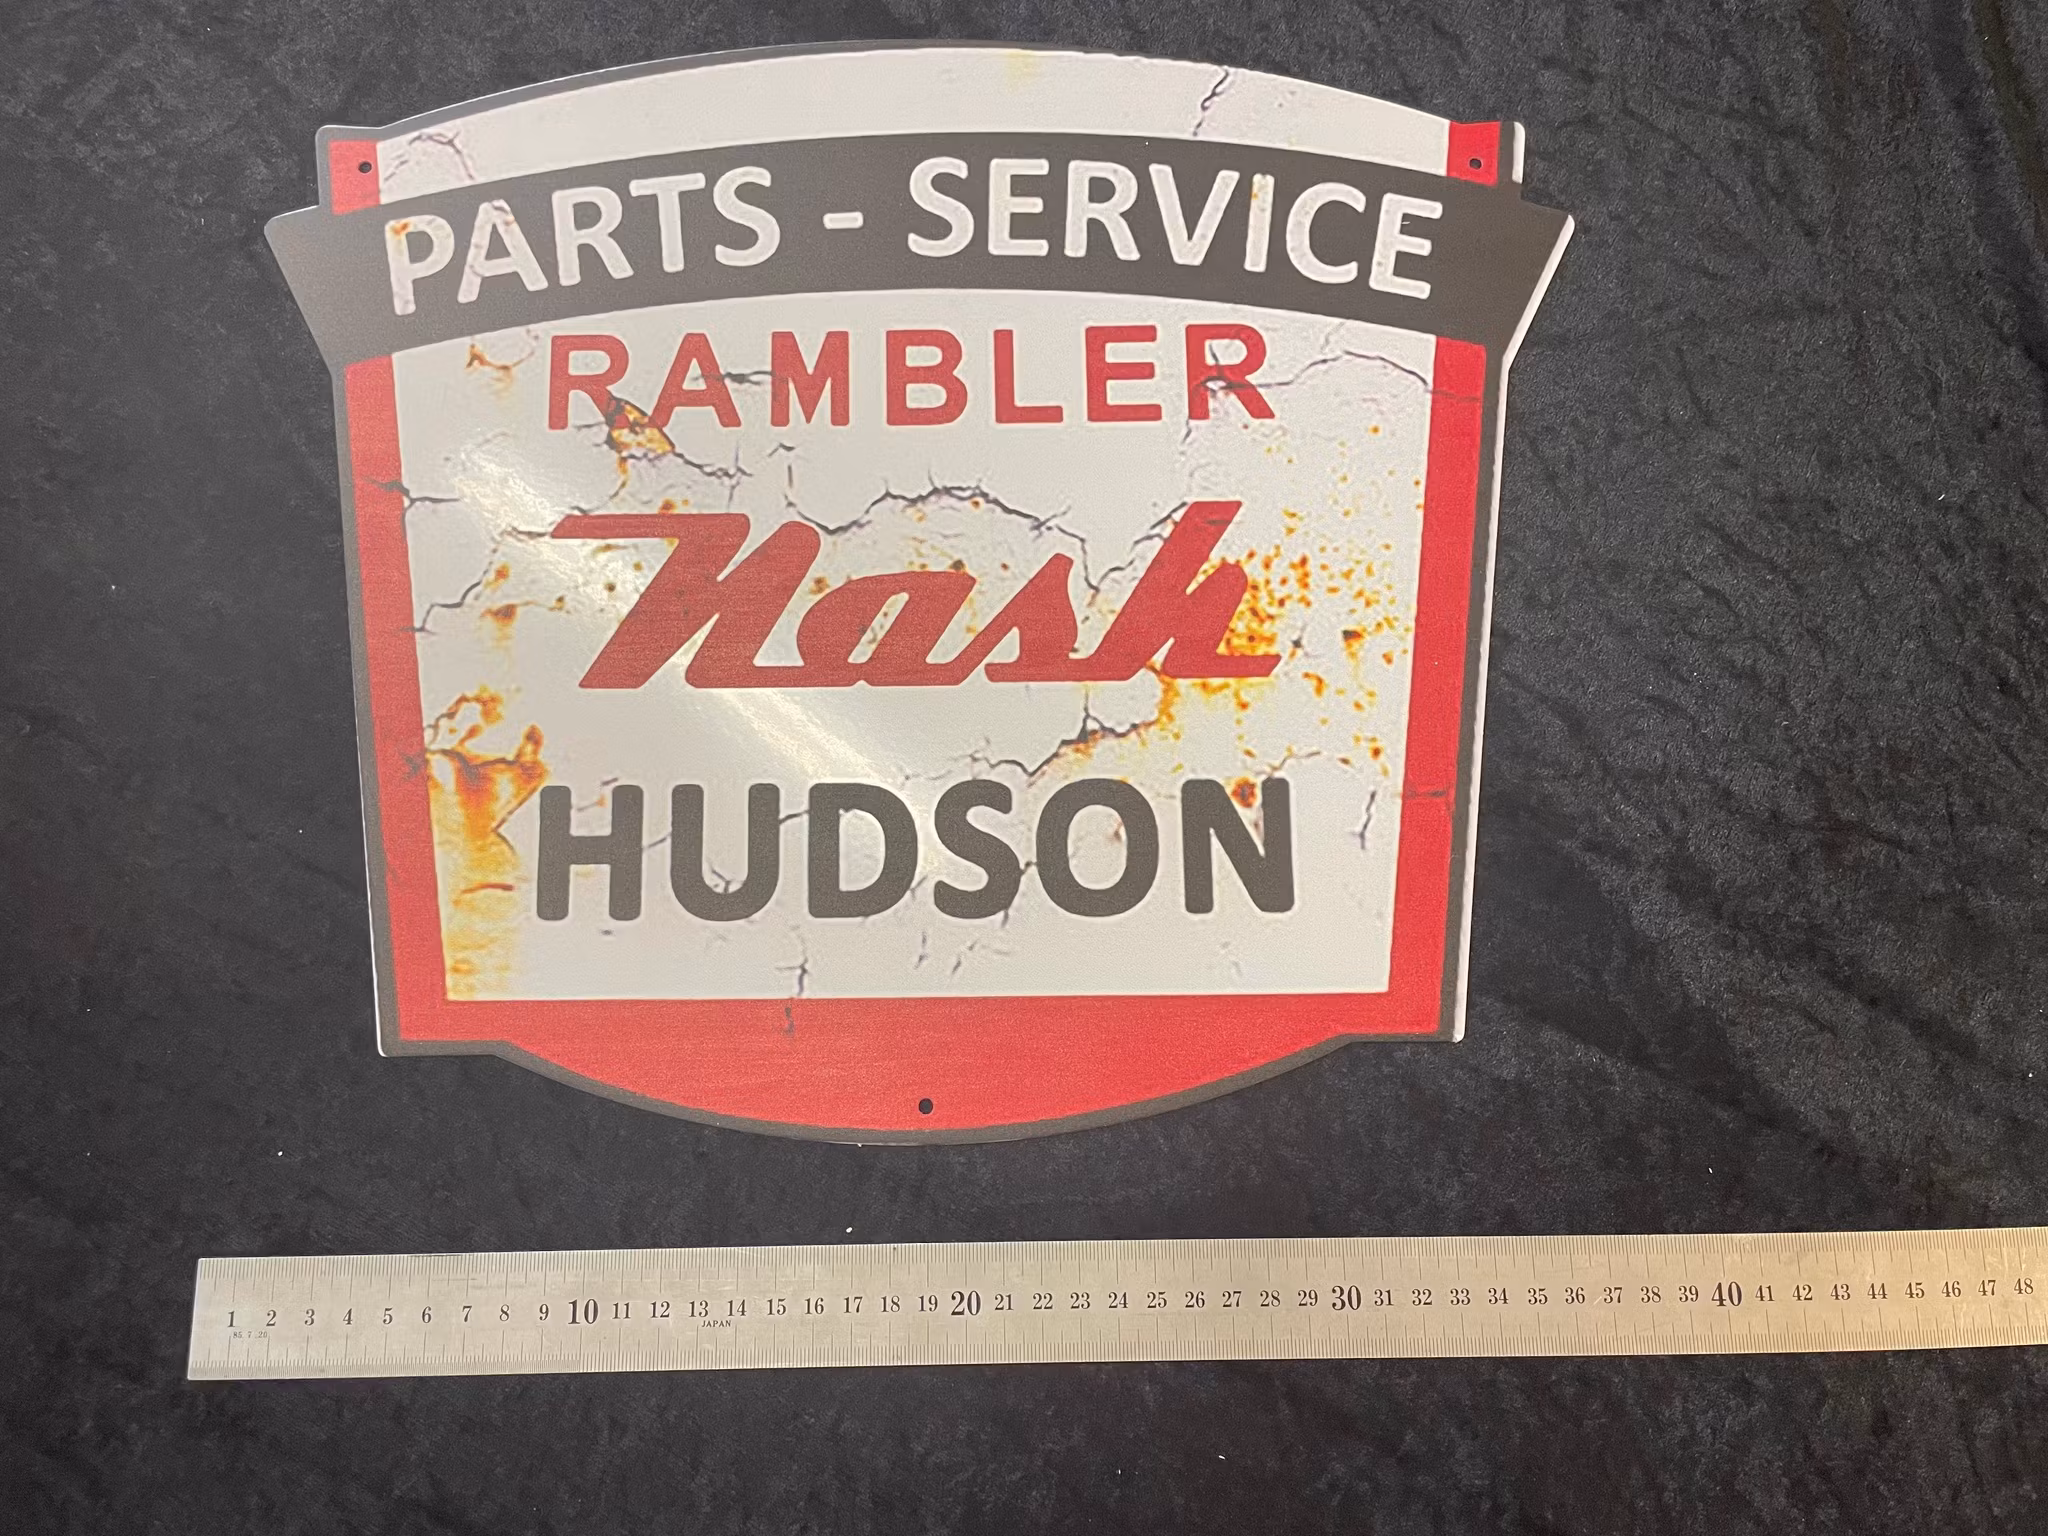 PARTS - SERVICE
RAMBLER
Nash
HUDSON
1 2 3 4 5 6 7 8 9 10 11 12 13 14 15 16 17 18 19 20 21 22 23 24 25 26 27 28 29 30 31 32 33 34 35 36 37 38 39 40 41 42 43 44 45 46 47 48
JAPAN